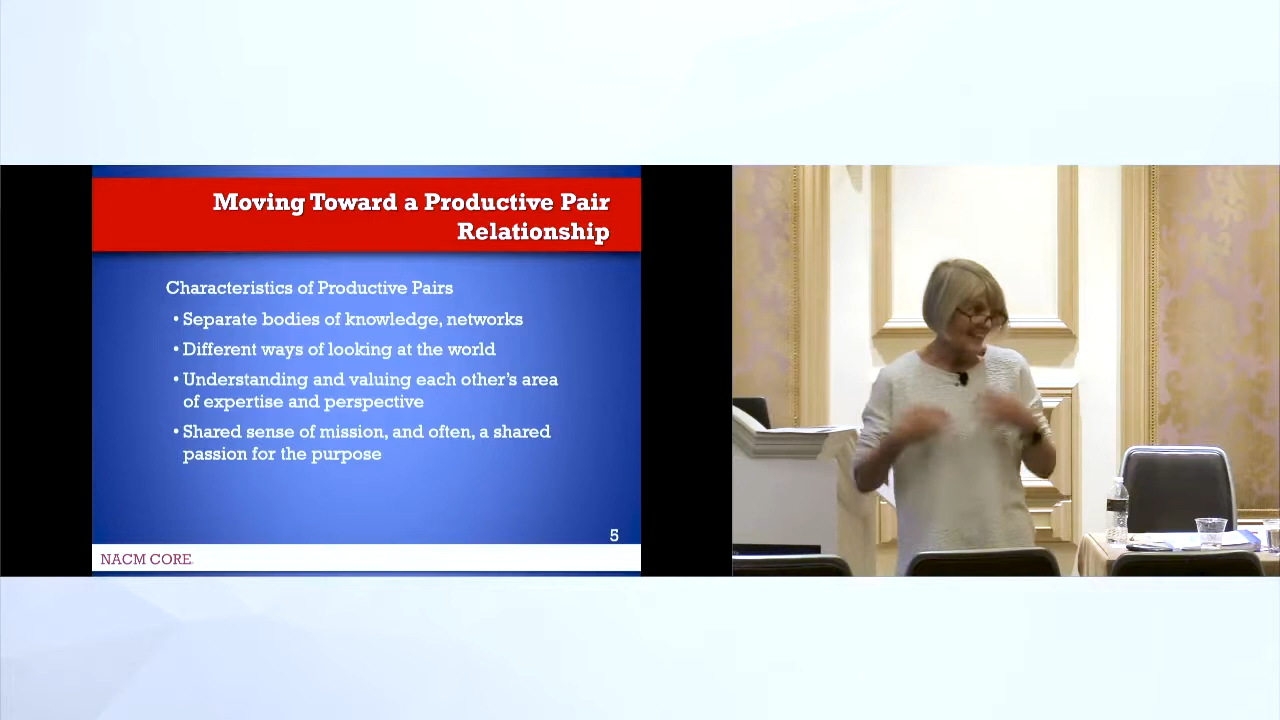 Moving Toward a Productive Pair
Relationship
Characteristics of Productive Pairs
• Separate bodies of knowledge, networks
• Different ways of looking at the world
• Understanding and valuing each other's area
of expertise and perspective
• Shared sense of mission, and often, a shared
passion for the purpose
5
NACM CORE